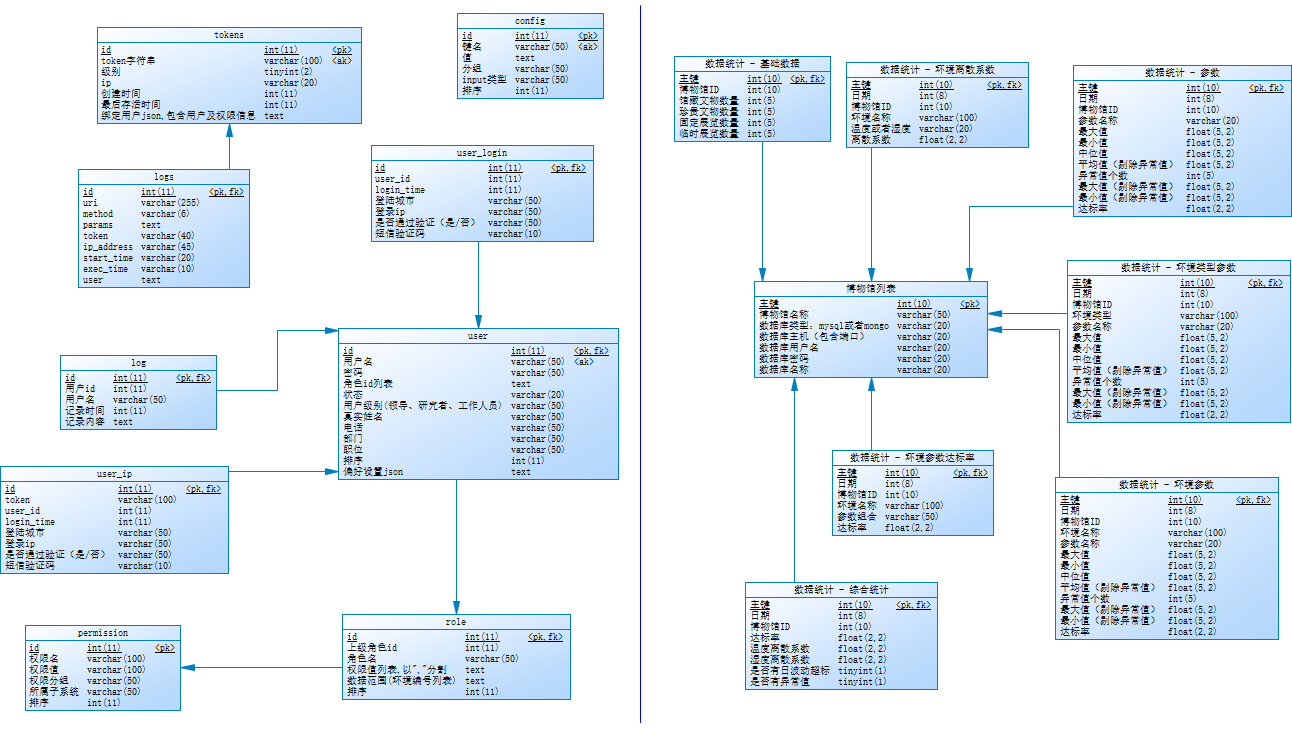 tokens
id int(11) <pk>
token字符串 varchar(100) <ak>
级别 tinyint(2)
ip varchar(20)
创建时间 int(11)
最后存活时间 int(11)
绑定用户json,包含用户及权限信息 text
config
id int(11) <pk>
键名 varchar(50) <ak>
值 text
分组 varchar(50)
input类型 varchar(50)
排序 int(11)
logs
id int(11) <pk,fk>
uri varchar(255)
method varchar(6)
params text
token varchar(40)
ip_address varchar(45)
start_time varchar(20)
exec_time varchar(10)
user text
user_login
id int(11) <pk,fk>
user_id int(11)
login_time int(11)
登陆城市 varchar(50)
登录ip varchar(50)
是否通过验证（是/否） varchar(50)
短信验证码 varchar(10)
log
id int(11) <pk,fk>
用户id int(11)
用户名 varchar(50)
记录时间 int(11)
记录内容 text
user
id int(11) <pk,fk>
用户名 varchar(50) <ak>
密码 varchar(50)
角色id列表 text
状态 varchar(20)
用户级别(领导、研究者、工作人员) varchar(50)
真实姓名 varchar(50)
电话 varchar(50)
部门 varchar(50)
职位 varchar(50)
排序 int(11)
偏好设置json text
user_ip
id int(11) <pk,fk>
token varchar(100)
user_id int(11)
login_time int(11)
登陆城市 varchar(50)
登录ip varchar(50)
是否通过验证（是/否） varchar(50)
短信验证码 varchar(10)
permission
id int(11) <pk>
权限名 varchar(100)
权限值 varchar(100)
权限分组 varchar(50)
所属子系统 varchar(50)
排序 int(11)
role
id int(11) <pk,fk>
上级角色id int(11)
角色名 varchar(50)
权限值列表,以","分割 text
数据范围(环境编号列表) text
排序 int(11)
数据统计 - 基础数据
主键 int(10) <pk,fk>
博物馆ID int(10)
馆藏文物数量 int(5)
珍贵文物数量 int(5)
固定展览数量 int(5)
临时展览数量 int(5)
数据统计 - 环境离散系数
主键 int(10) <pk,fk>
日期 int(8)
博物馆ID int(10)
环境名称 varchar(100)
温度或者湿度 varchar(20)
离散系数 float(2,2)
数据统计 - 参数
主键 int(10) <pk,fk>
日期 int(8)
博物馆ID int(10)
参数名称 varchar(20)
最大值 float(5,2)
最小值 float(5,2)
中位值 float(5,2)
平均值（剔除异常值） float(5,2)
异常值个数 int(5)
最大值（剔除异常值） float(5,2)
最小值（剔除异常值） float(5,2)
达标率 float(2,2)
博物馆列表
主键 int(10) <pk>
博物馆名称 varchar(50)
数据库类型：mysql或者mongo varchar(20)
数据库主机（包含端口） varchar(20)
数据库用户名 varchar(20)
数据库密码 varchar(20)
数据库名称 varchar(20)
数据统计 - 环境类型参数
主键 int(10) <pk,fk>
日期 int(8)
博物馆ID int(10)
环境类型 varchar(100)
参数名称 varchar(20)
最大值 float(5,2)
最小值 float(5,2)
中位值 float(5,2)
平均值（剔除异常值） float(5,2)
异常值个数 int(5)
最大值（剔除异常值） float(5,2)
最小值（剔除异常值） float(5,2)
达标率 float(2,2)
数据统计 - 环境参数达标率
主键 int(10) <pk,fk>
日期 int(8)
博物馆ID int(10)
环境名称 varchar(100)
参数组合 varchar(50)
达标率 float(2,2)
数据统计 - 环境参数
主键 int(10) <pk,fk>
日期 int(8)
博物馆ID int(10)
环境名称 varchar(100)
参数名称 varchar(20)
最大值 float(5,2)
最小值 float(5,2)
中位值 float(5,2)
平均值（剔除异常值） float(5,2)
异常值个数 int(5)
最大值（剔除异常值） float(5,2)
最小值（剔除异常值） float(5,2)
达标率 float(2,2)
数据统计 - 综合统计
主键 int(10) <pk,fk>
日期 int(8)
博物馆ID int(10)
达标率 float(2,2)
温度离散系数 float(2,2)
湿度离散系数 float(2,2)
是否有日波动超标 tinyint(1)
是否有异常值 tinyint(1)